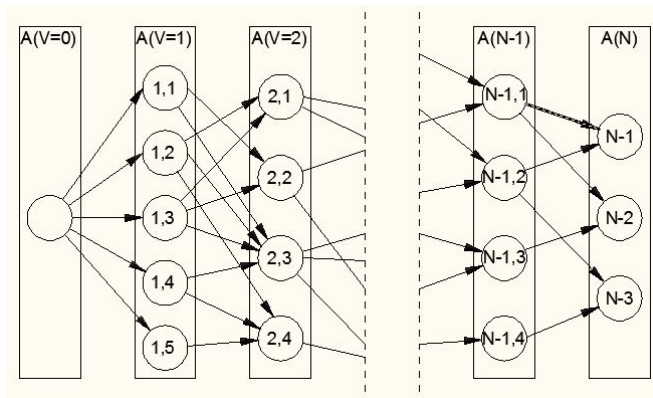 A(V=0) A(V=1) A(V=2) A(N-1) A(N)
1,1 2,1 N-1,1
N-1
1,2
2,2 N-1,2
1,3 N-2
2,3 N-1,3
1,4 N-3
1,5 2,4 N-1,4